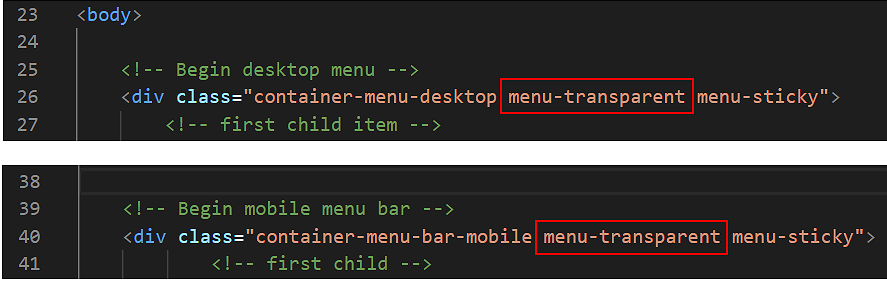 23 <body>
24
25 <!-- Begin desktop menu -->
26 <div class="container-menu-desktop menu-transparent menu-sticky">
27 <!-- first child item -->
38
39 <!-- Begin mobile menu bar -->
40 <div class="container-menu-bar-mobile menu-transparent menu-sticky">
41 <!-- first child -->